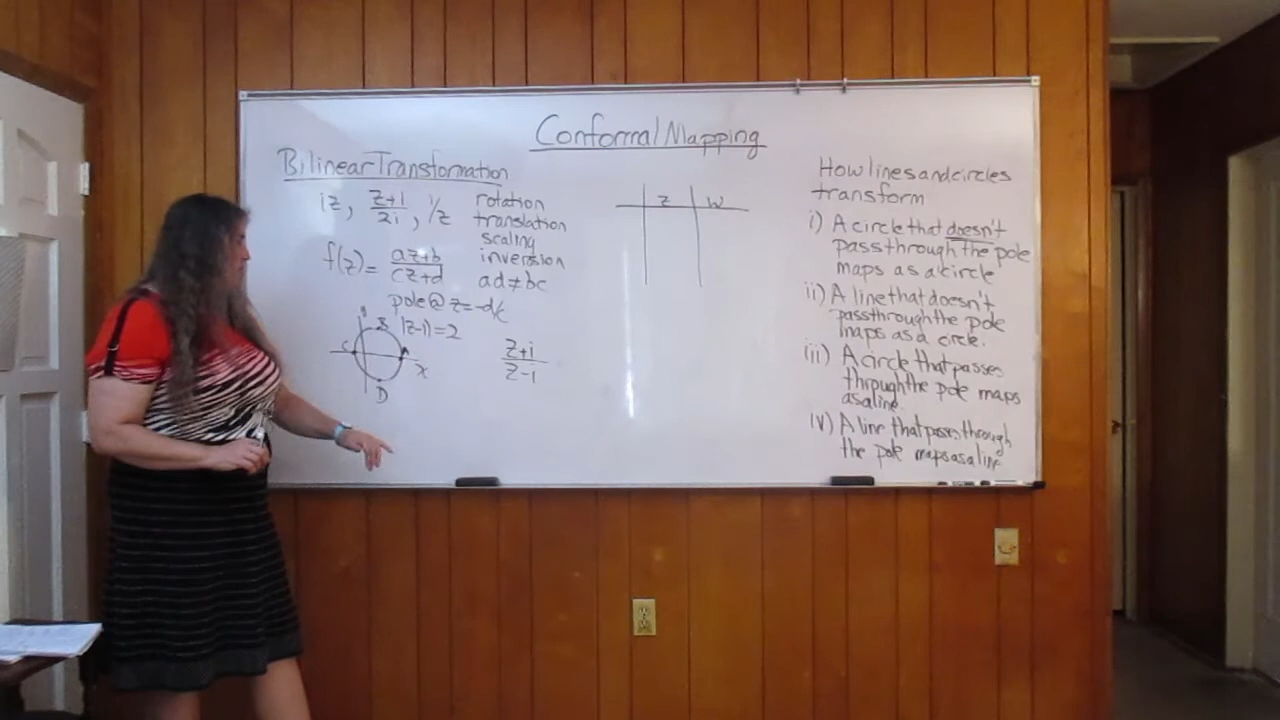 Conformal Mapping
Bilinear Transformation
iz, z+1/2i, 1/z
rotation
translation
scaling
inversion
f(z)= az+b/cz+d
ad≠bc
pole@z=-d/c
|z-1|=2
B
C
A
x
D
z+i/z-1
z w
How lines and circles
transform
i) A circle that doesn't
pass through the pole
maps as a circle
ii) A line that doesn't
pass through the pole
maps as a circle.
iii) A circle that passes
through the pole maps
as a line.
iv) A line that passes through
the pole maps as a line